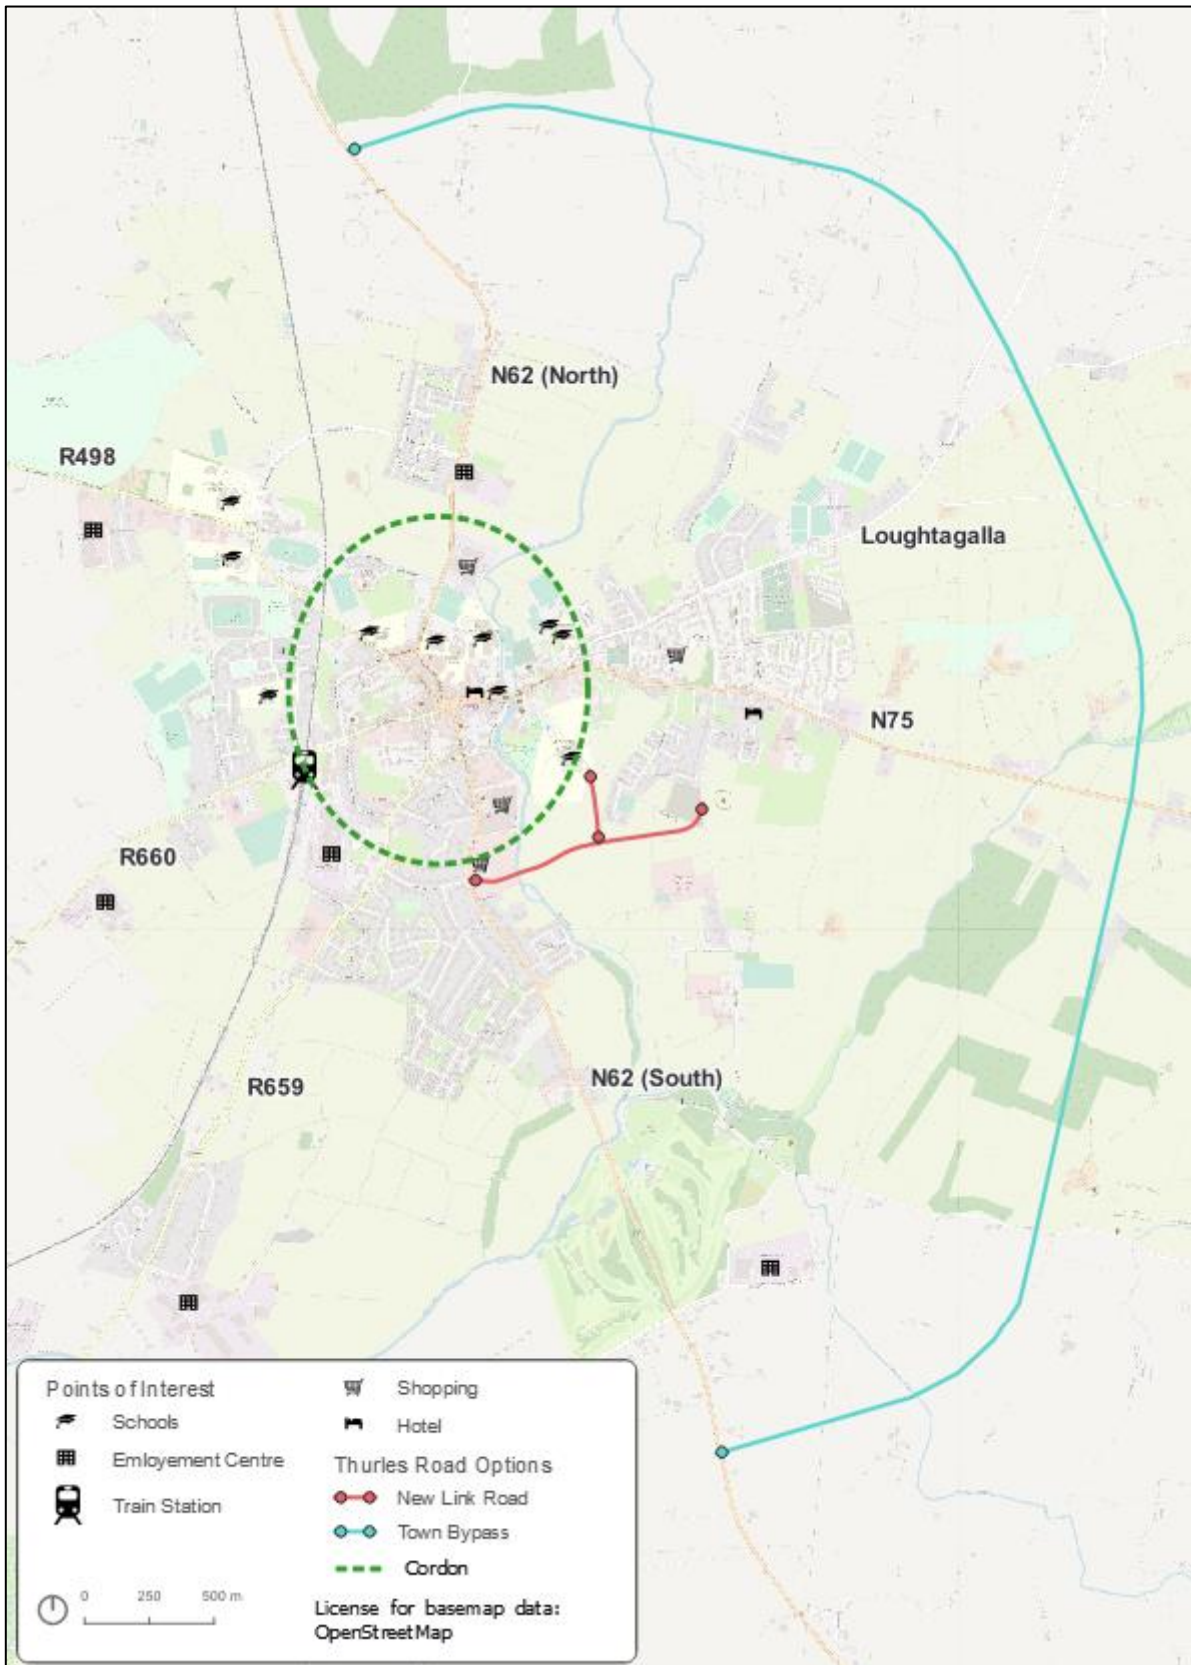 N62 (North)
R498
Loughtagalla
N75
R660
R659
N62 (South)
Points of Interest
Schools
Emloyement Centre
Train Station
Shopping
Hotel
Thurles Road Options
New Link Road
Town Bypass
Cordon
0 250 500 m
License for basemap data:
OpenStreetMap